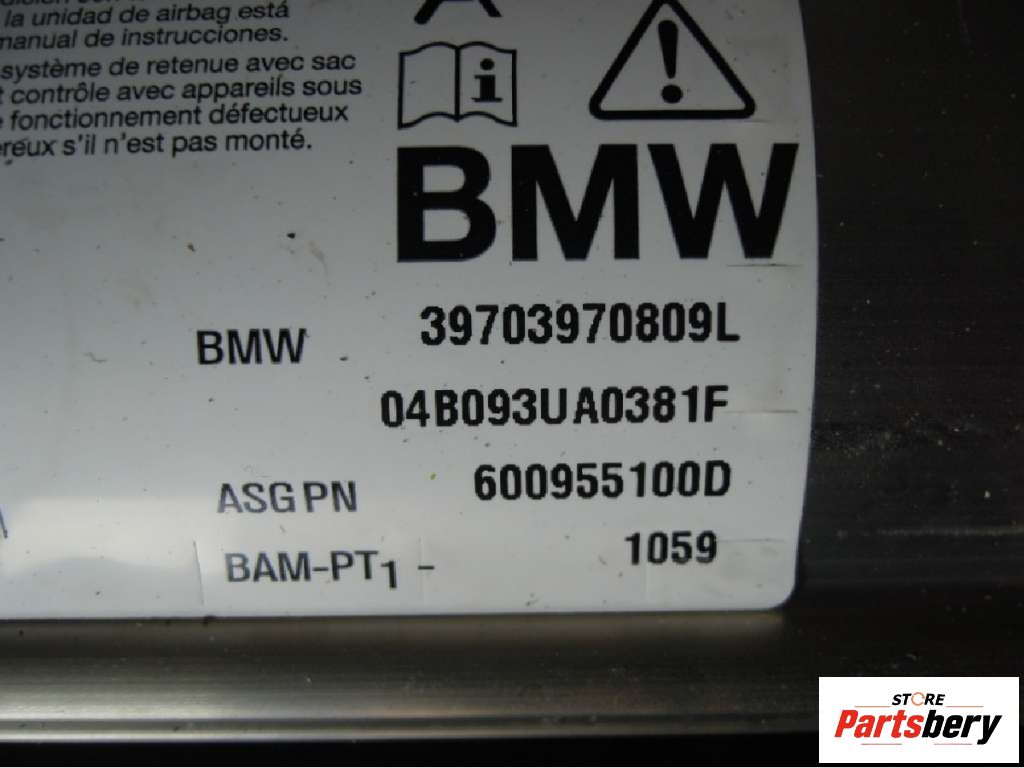 la unidad de airbag está
manual de instrucciones.
système de retenue avec sac
contrôle avec appareils sous
fonctionnement défectueux
s'il n'est pas monté.
i
!
BMW
BMW 39703970809L
04B093UA0381F
ASG PN 600955100D
BAM-PT1 - 1059
STORE
Partsbery